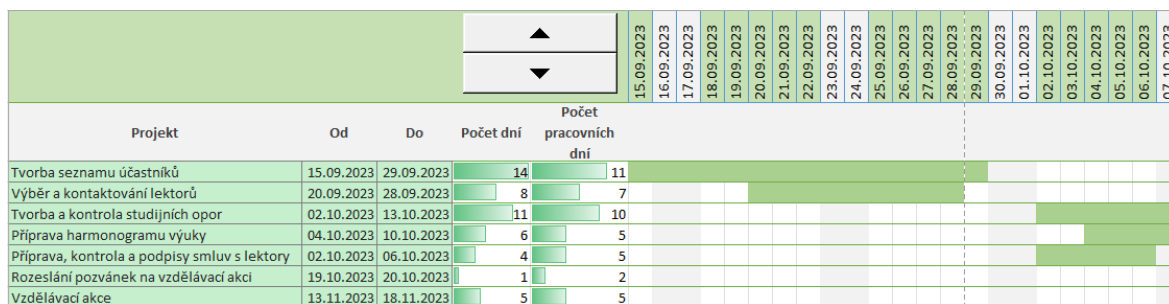 15.09.2023 16.09.2023 17.09.2023 18.09.2023 19.09.2023 20.09.2023 21.09.2023 22.09.2023 23.09.2023 24.09.2023 25.09.2023 26.09.2023 27.09.2023 28.09.2023 29.09.2023 30.09.2023 01.10.2023 02.10.2023 03.10.2023 04.10.2023 05.10.2023 06.10.2023 07.10.2023
Projekt Od Do Počet dní Počet
pracovních
dní
Tvorba seznamu účastníků 15.09.2023 29.09.2023 14 11
Výběr a kontaktování lektorů 20.09.2023 28.09.2023 8 7
Tvorba a kontrola studijních opor 02.10.2023 13.10.2023 11 10
Příprava harmonogramu výuky 04.10.2023 10.10.2023 6 5
Příprava, kontrola a podpisy smluv s lektory 02.10.2023 06.10.2023 4 5
Rozeslání pozvánek na vzdělávací akci 19.10.2023 20.10.2023 1 2
Vzdělávací akce 13.11.2023 18.11.2023 5 5